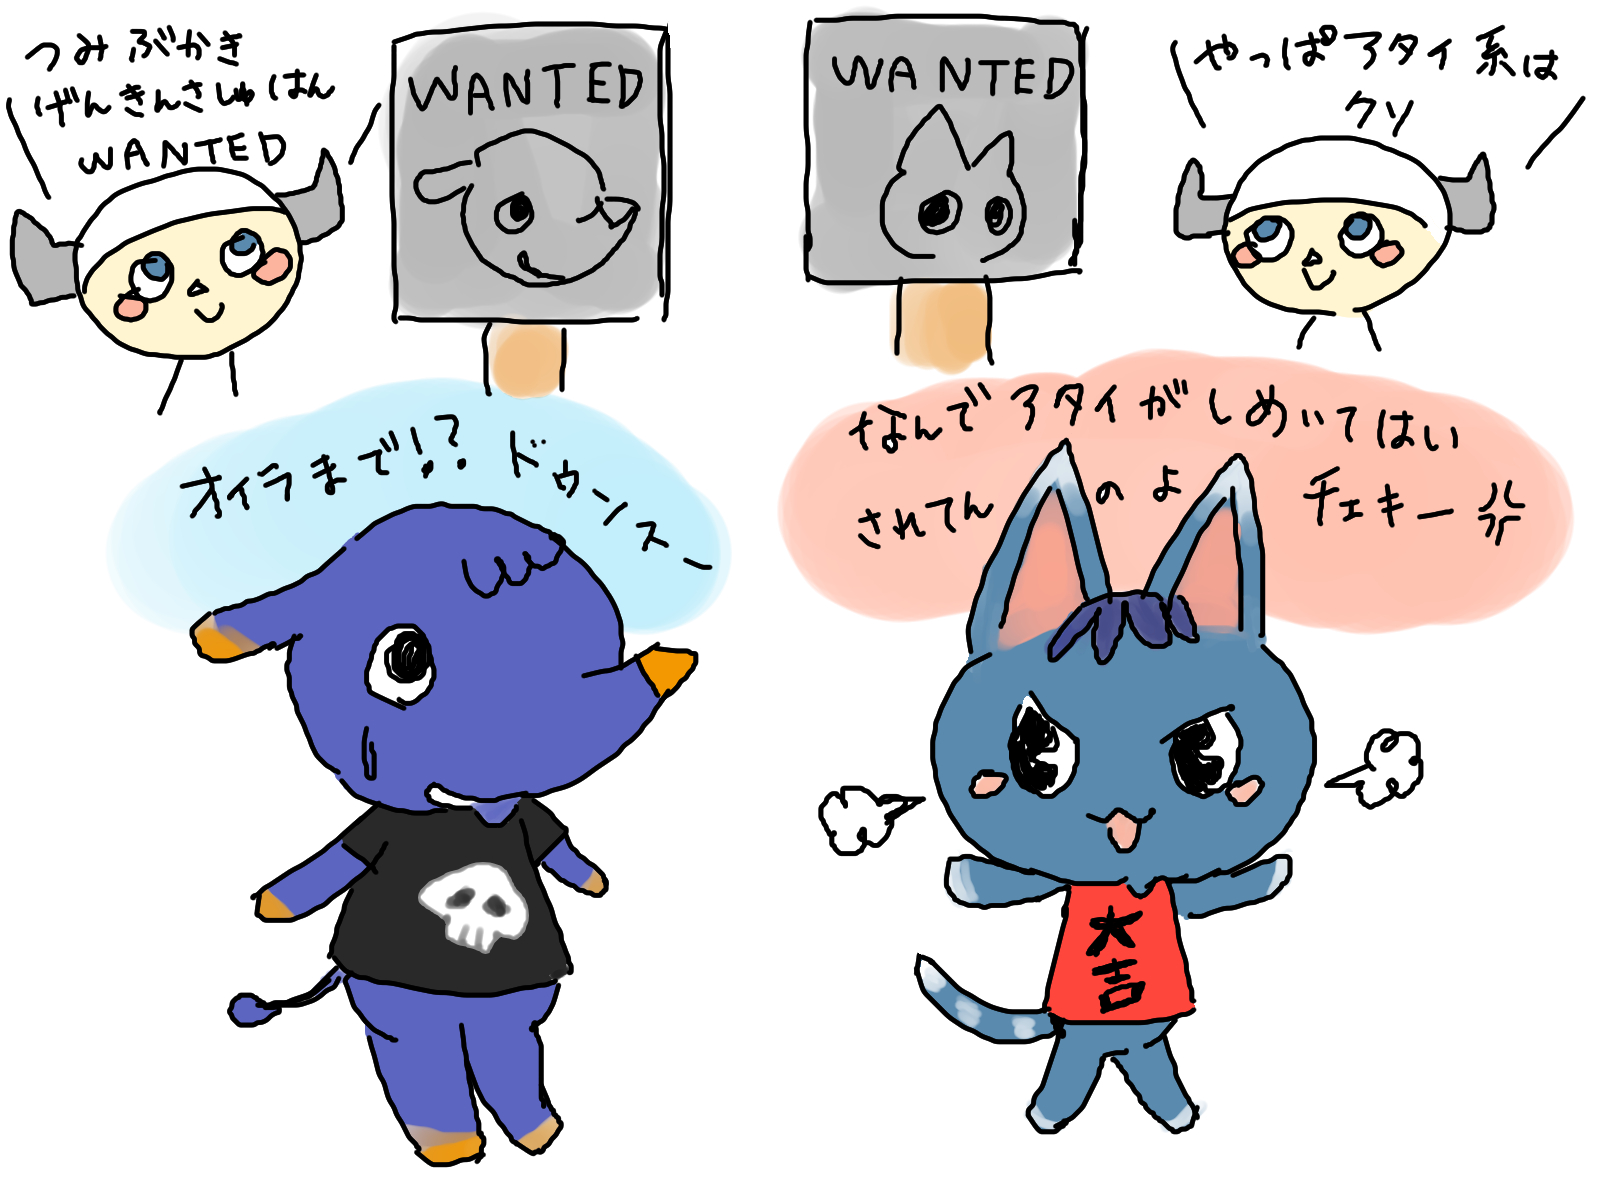 つみぶかき
げんきんさしゅはん
WANTED
WANTED
オイラまで!?ドゥンスー
WANTED
やっぱアタイ系は
クソ
なんでアタイがしめいてはい
されてんのよ チェキー
大
吉